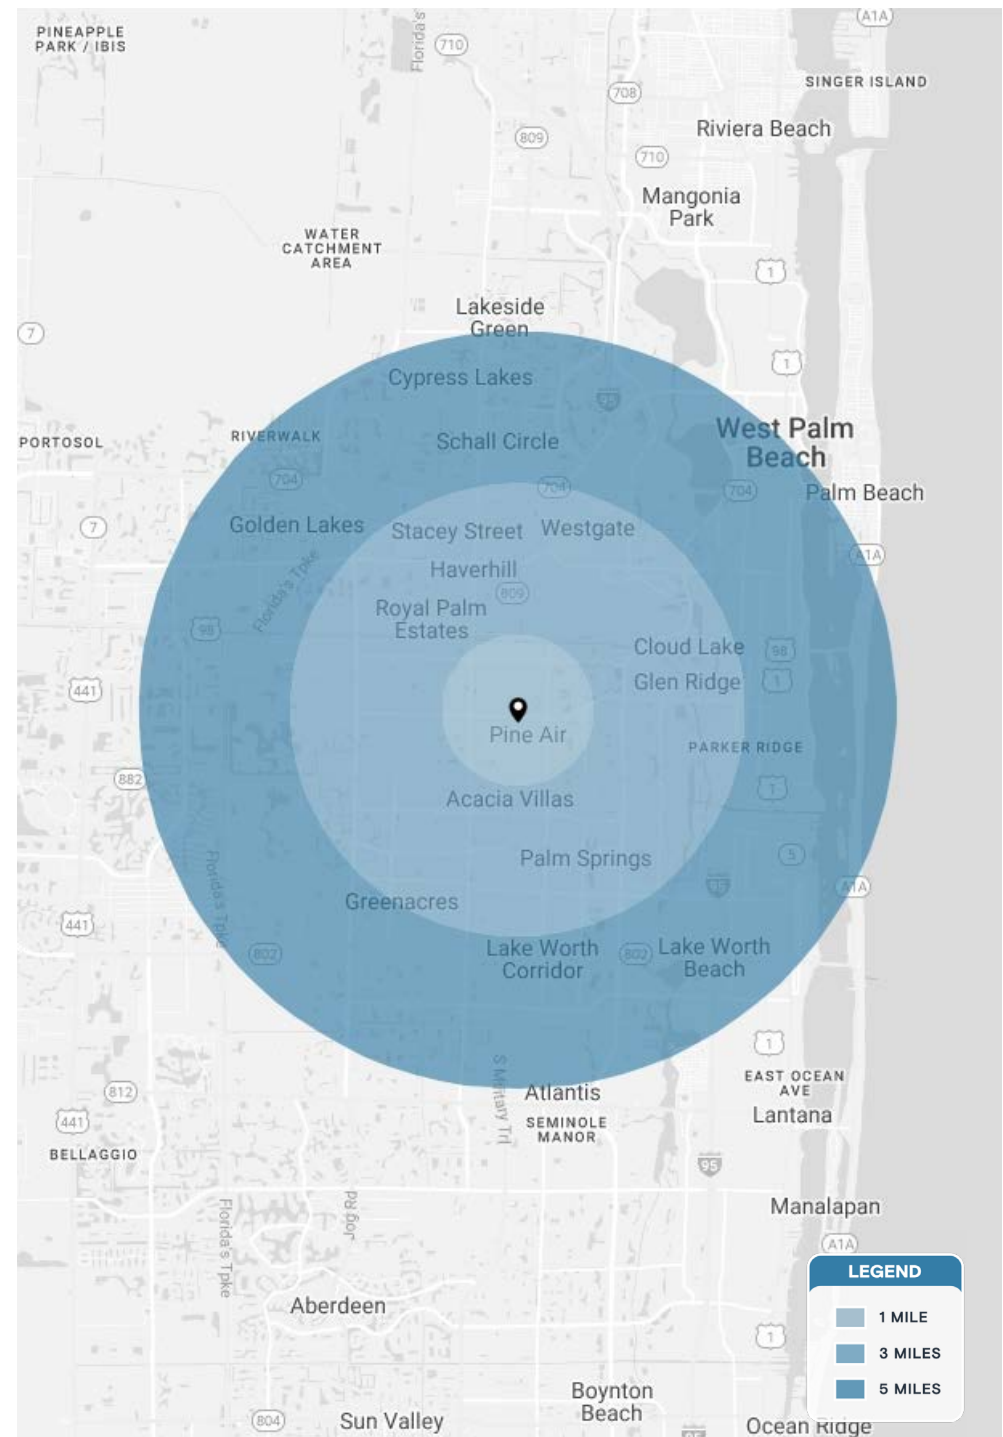 A1A
PINEAPPLE
PARK / IBIS
Florida's
710
SINGER ISLAND
708
Riviera Beach
809
710
Mangonia
Park
WATER
CATCHMENT
AREA
1
Lakeside
Green
7
1
Cypress Lakes
95
West Palm
Beach
PORTOSOL
RIVERWALK
Schall Circle
704
704
704
Palm Beach
7
Golden Lakes
Stacey Street
Westgate
A1A
Florida's Tpke
Haverhill
809
Royal Palm
Estates
98
Cloud Lake
98
441
Glen Ridge
1
Pine Air
PARKER RIDGE
882
1
Acacia Villas
Palm Springs
5
Florida's Tpke
95
A1A
Greenacres
441
802
Lake Worth
Corridor
802
Lake Worth
Beach
1
S Military Trl
EAST OCEAN
AVE
812
Atlantis
Lantana
441
SEMINOLE
MANOR
BELLAGGIO
95
Florida's Tpke
Jog Rd
Manalapan
A1A
LEGEND
1 MILE
3 MILES
5 MILES
Aberdeen
1
Boynton
Beach
804
Sun Valley
Ocean Ridge
95